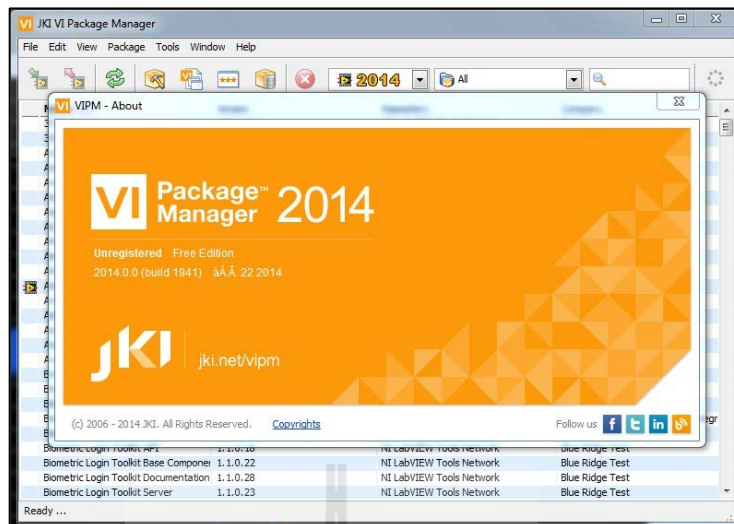 JKI VI Package Manager
File Edit View Package Tools Window Help
2014 All
VIPM - About
VI Package™ Manager 2014
Unregistered Free Edition
2014.0.0 (build 1941) àÁ.Â. 22 2014
JKI jki.net/vipm
(c) 2006 - 2014 JKI. All Rights Reserved. Copyrights Follow us
Biometric Login Toolkit API 1.1.0.18 NI LabVIEW Tools Network Blue Ridge Test
Biometric Login Toolkit Base Componer 1.1.0.22 NI LabVIEW Tools Network Blue Ridge Test
Biometric Login Toolkit Documentation 1.1.0.28 NI LabVIEW Tools Network Blue Ridge Test
Biometric Login Toolkit Server 1.1.0.23 NI LabVIEW Tools Network Blue Ridge Test
Ready ...